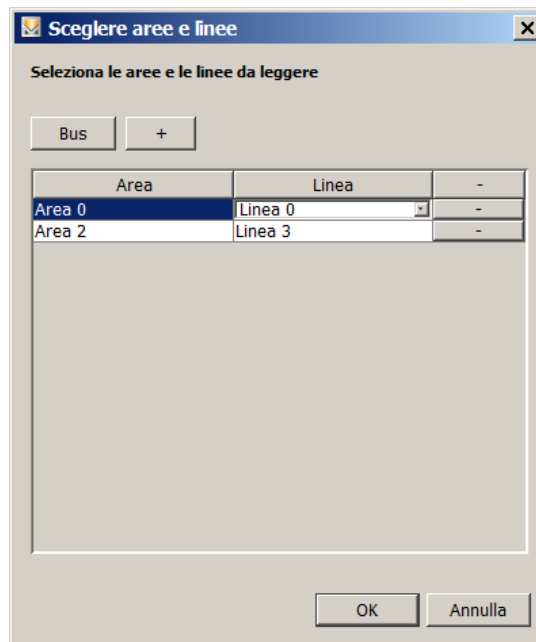 Sceglere aree e linee
Seleziona le aree e le linee da leggere
Bus +
Area Linea -
Area 0 Linea 0 -
Area 2 Linea 3 -
OK Annulla